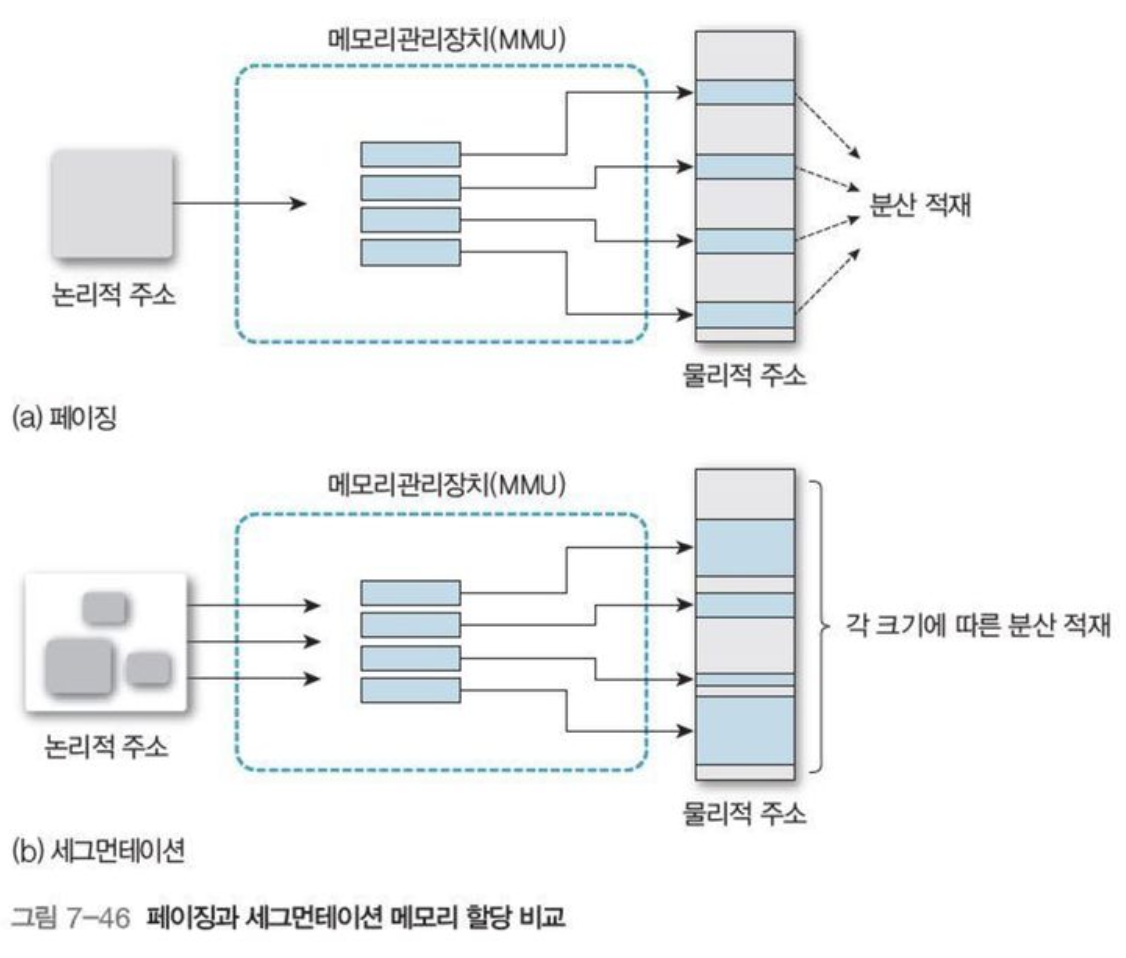 메모리관리장치(MMU)
논리적 주소
분산 적재
물리적 주소
(a) 페이징
메모리관리장치(MMU)
논리적 주소
각 크기에 따른 분산 적재
물리적 주소
(b) 세그먼테이션
그림 7-46 페이징과 세그먼테이션 메모리 할당 비교